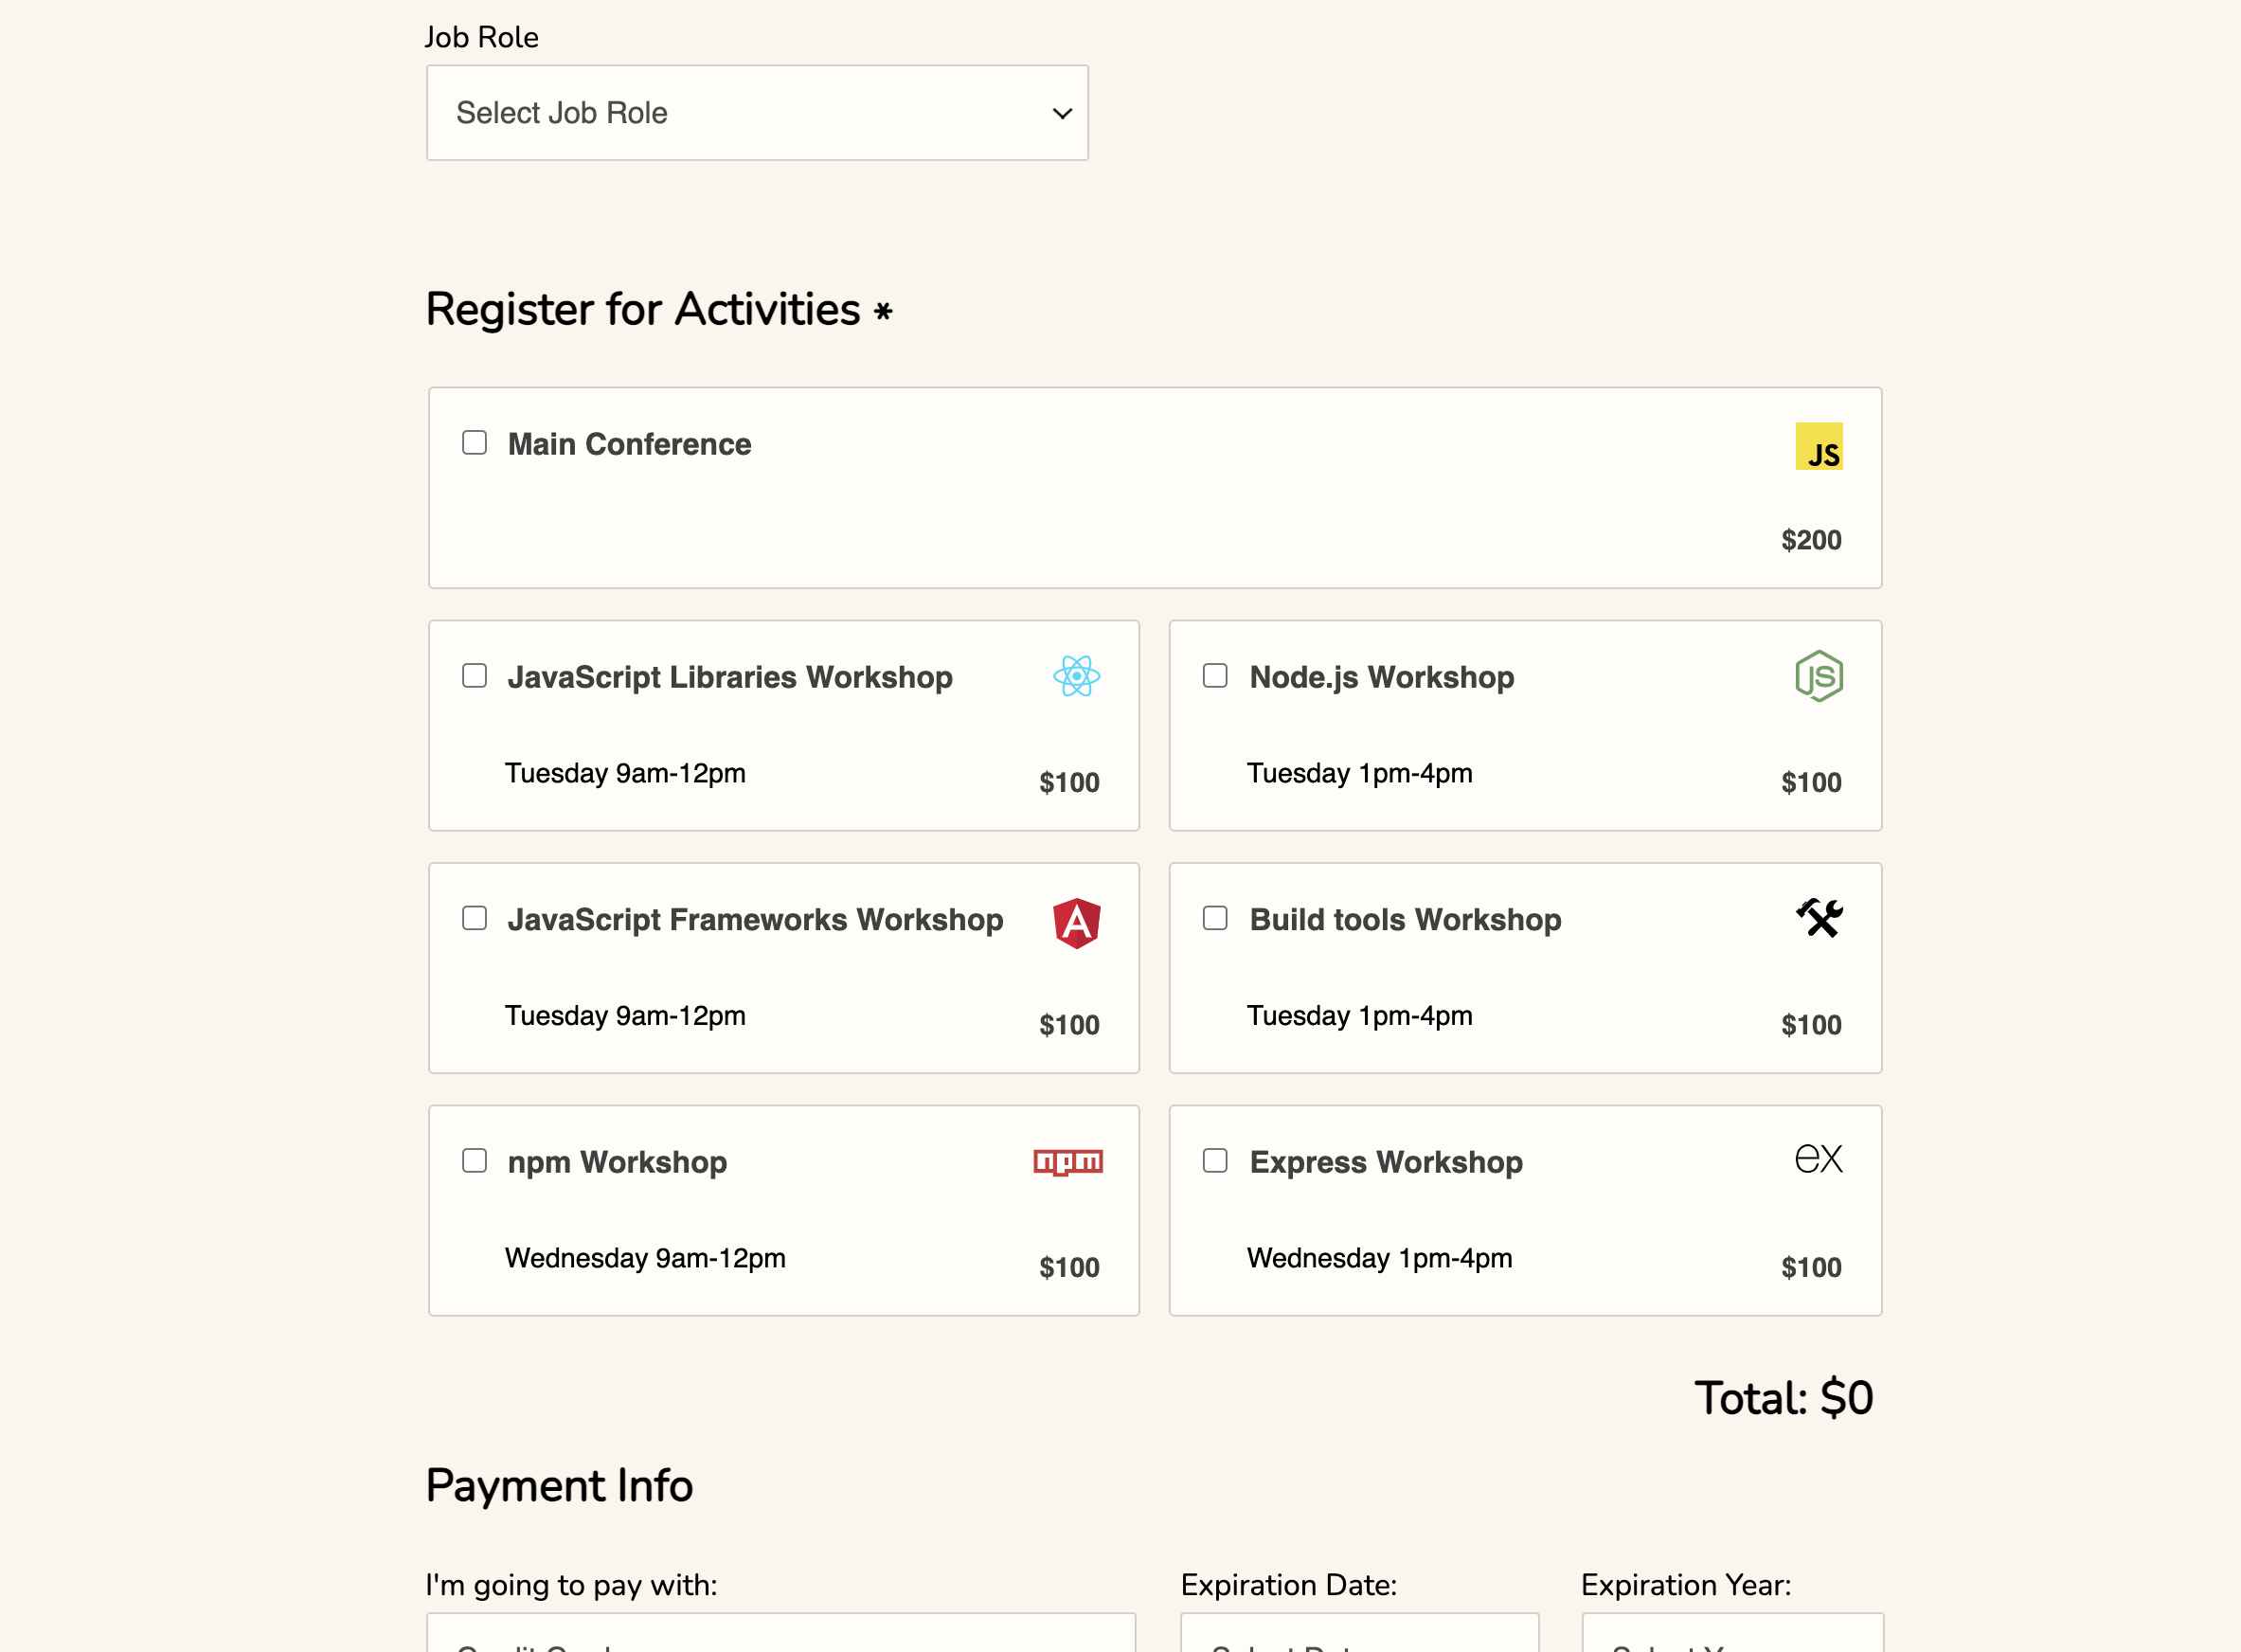 Job Role
Select Job Role
Register for Activities *
Main Conference
JS
$200
JavaScript Libraries Workshop
Tuesday 9am-12pm
$100
Node.js Workshop
JS
Tuesday 1pm-4pm
$100
JavaScript Frameworks Workshop
A
Tuesday 9am-12pm
$100
Build tools Workshop
Tuesday 1pm-4pm
$100
npm Workshop
npm
Wednesday 9am-12pm
$100
Express Workshop
ex
Wednesday 1pm-4pm
$100
Total: $0
Payment Info
I'm going to pay with:
Expiration Date:
Expiration Year: